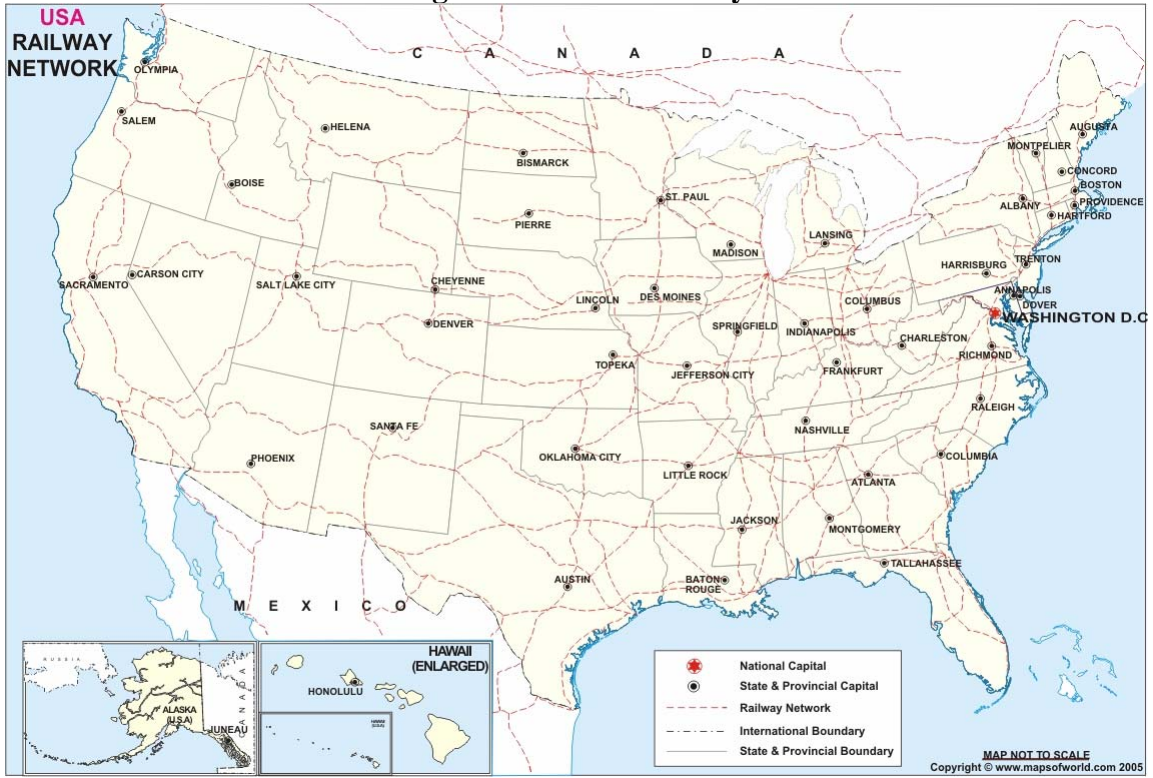 USA
RAILWAY
NETWORK
C A N A D A
OLYMPIA
SALEM
HELENA
BISMARCK
BOISE
PIERRE
ST. PAUL
MADISON
LANSING
AUGUSTA
MONTPELIER
CONCORD
BOSTON
PROVIDENCE
ALBANY
HARTFORD
SACRAMENTO
CARSON CITY
SALT LAKE CITY
CHEYENNE
DENVER
LINCOLN
DES MOINES
SPRINGFIELD
INDIANAPOLIS
COLUMBUS
HARRISBURG
TRENTON
ANNAPOLIS
DOVER
WASHINGTON D.C
CHARLESTON
RICHMOND
TOPEKA
JEFFERSON CITY
FRANKFURT
RALEIGH
SANTA FE
PHOENIX
OKLAHOMA CITY
LITTLE ROCK
NASHVILLE
COLUMBIA
ATLANTA
JACKSON
MONTGOMERY
AUSTIN
BATON
ROUGE
TALLAHASSEE
M E X I C O
RUSSIA
ALASKA
(U.S.A)
CANADA
JUNEAU
HAWAII
(ENLARGED)
HONOLULU
HAWAII
(U.S.A)
National Capital
State & Provincial Capital
Railway Network
International Boundary
State & Provincial Boundary
MAP NOT TO SCALE
Copyright © www.mapsofworld.com 2005